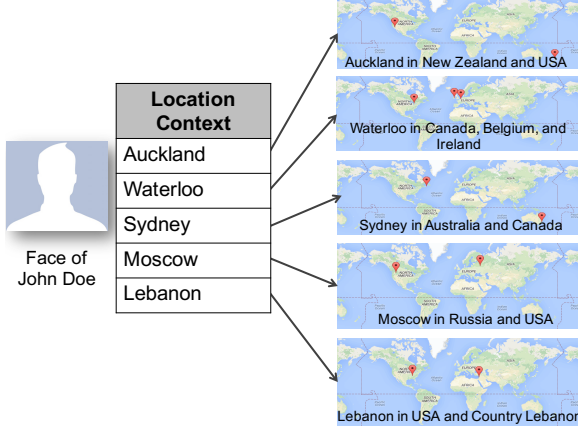 Location
Context
Auckland
Waterloo
Sydney
Moscow
Lebanon
Face of
John Doe
Auckland in New Zealand and USA
Waterloo in Canada, Belgium, and
Ireland
Sydney in Australia and Canada
Moscow in Russia and USA
Lebanon in USA and Country Lebanon